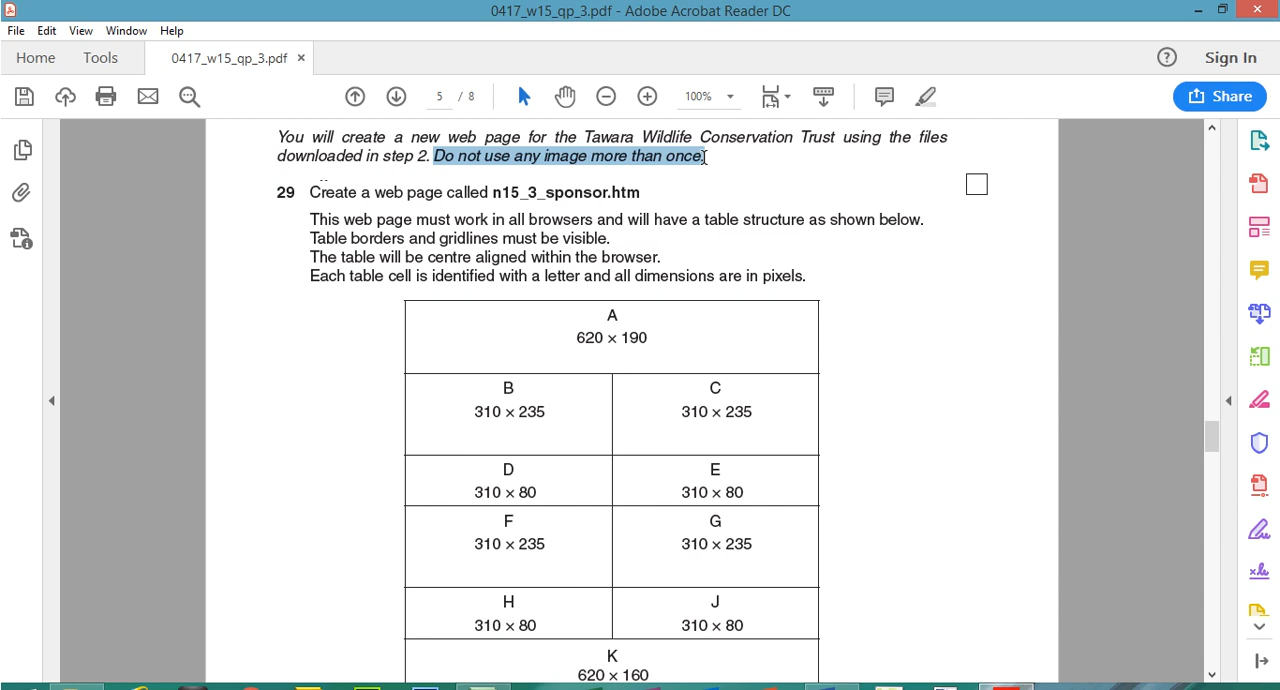 0417_w15_qp_3.pdf - Adobe Acrobat Reader DC
File Edit View Window Help
Home Tools 0417_w15_qp_3.pdf × Sign In
5 / 8 100% Share
You will create a new web page for the Tawara Wildlife Conservation Trust using the files
downloaded in step 2. Do not use any image more than once.
29 Create a web page called n15_3_sponsor.htm
This web page must work in all browsers and will have a table structure as shown below.
Table borders and gridlines must be visible.
The table will be centre aligned within the browser.
Each table cell is identified with a letter and all dimensions are in pixels.
A
620 × 190
B C
310 × 235 310 × 235
D E
310 × 80 310 × 80
F G
310 × 235 310 × 235
H J
310 × 80 310 × 80
K
620 × 160